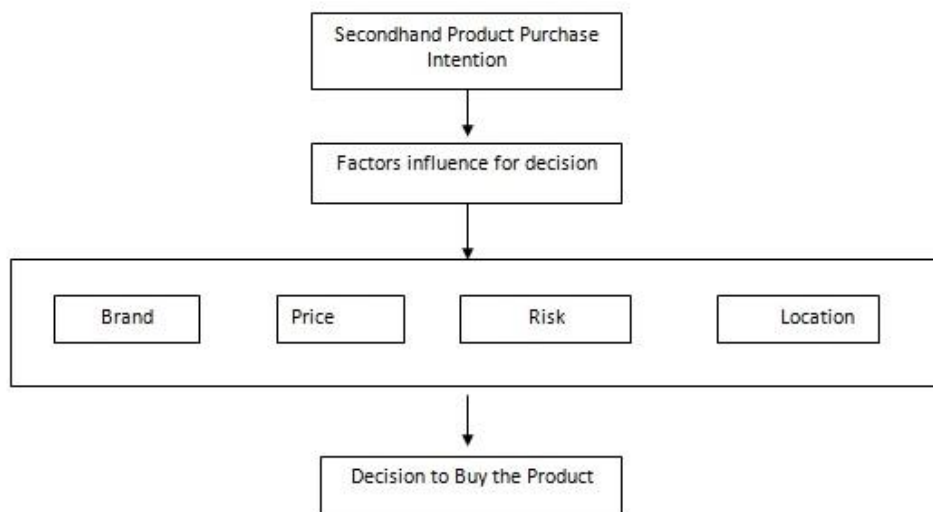 Secondhand Product Purchase
Intention
Factors influence for decision
Brand
Price
Risk
Location
Decision to Buy the Product